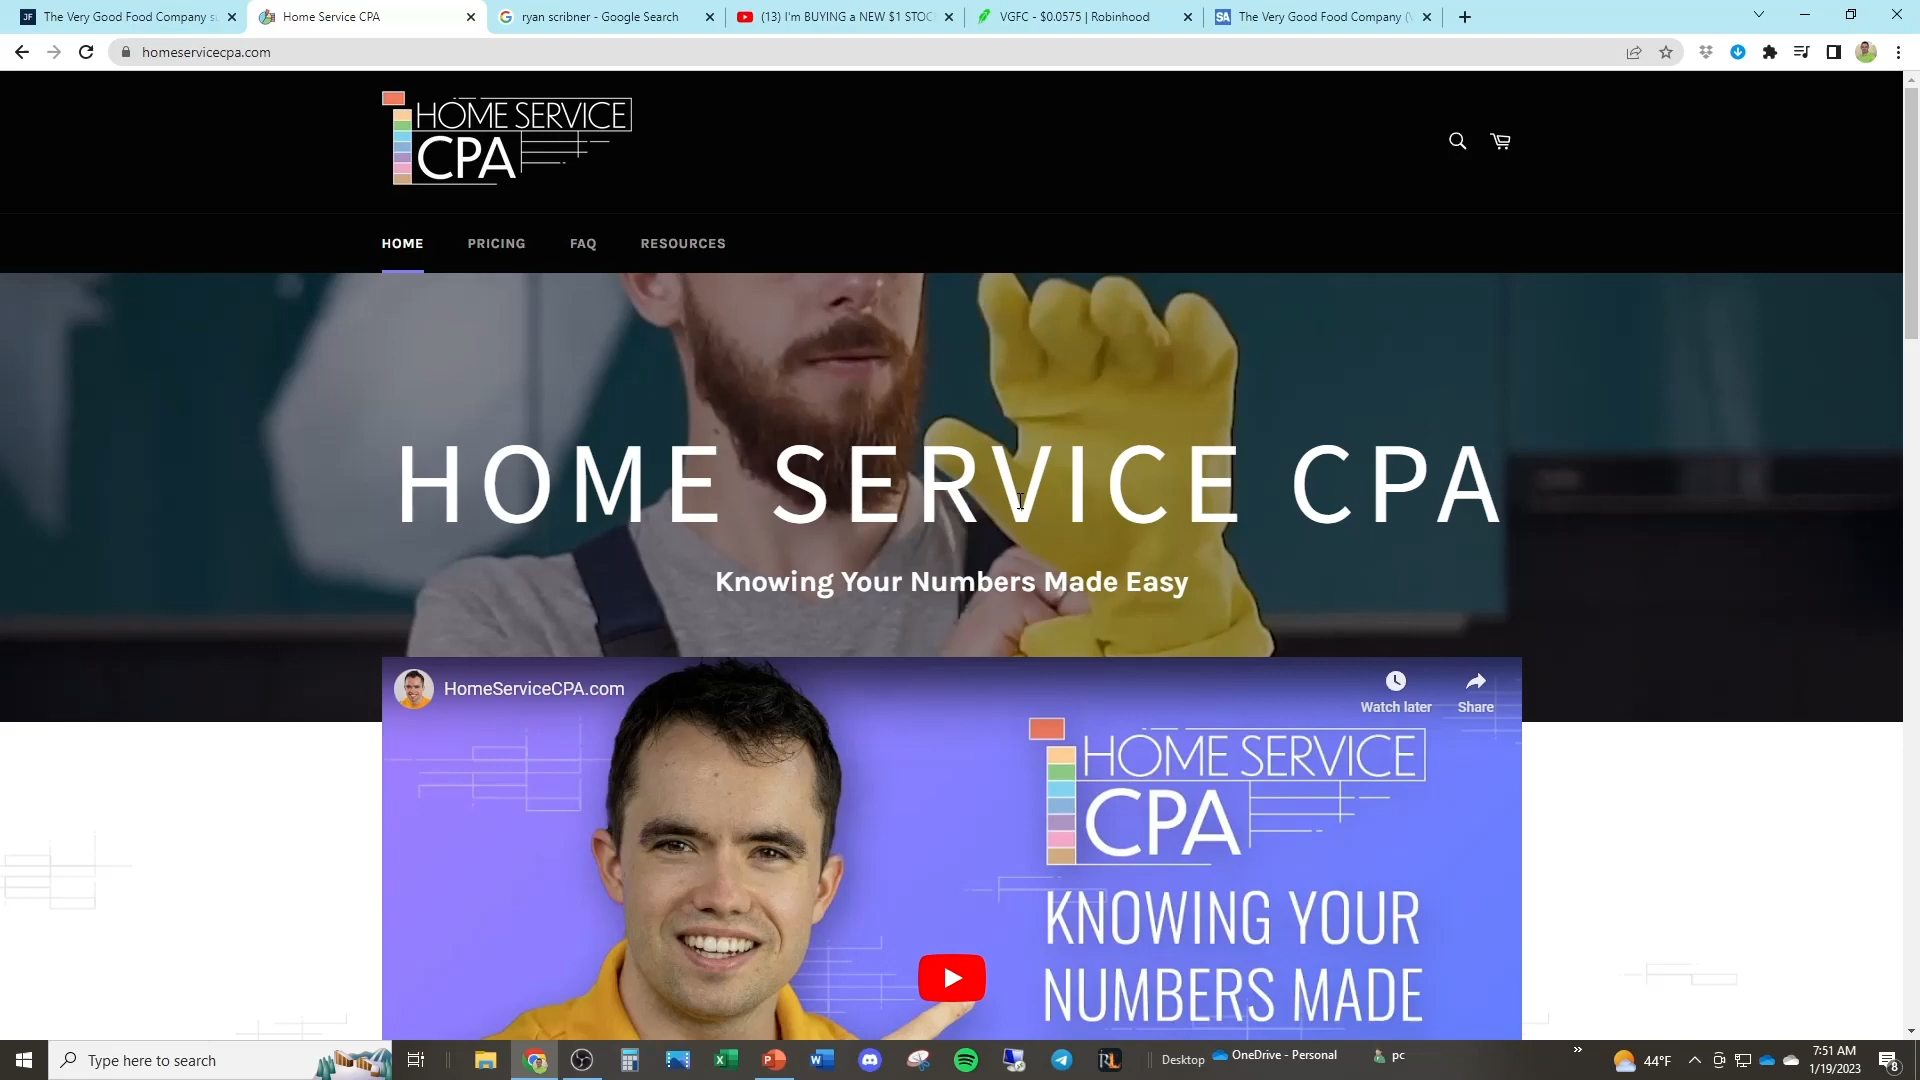 The Very Good Food Company su
Home Service CPA
ryan scribner - Google Search
(13) I'm BUYING a NEW $1 STOC
VGFC - $0.0575 | Robinhood
The Very Good Food Company (V
homeservicecpa.com
HOME SERVICE
CPA
HOME
PRICING
FAQ
RESOURCES
HOME SERVICE CPA
Knowing Your Numbers Made Easy
HomeServiceCPA.com
Watch later
Share
HOME SERVICE
CPA
KNOWING YOUR
NUMBERS MADE
Type here to search
Desktop
OneDrive - Personal
pc
44°F
7:51 AM
1/19/2023
8